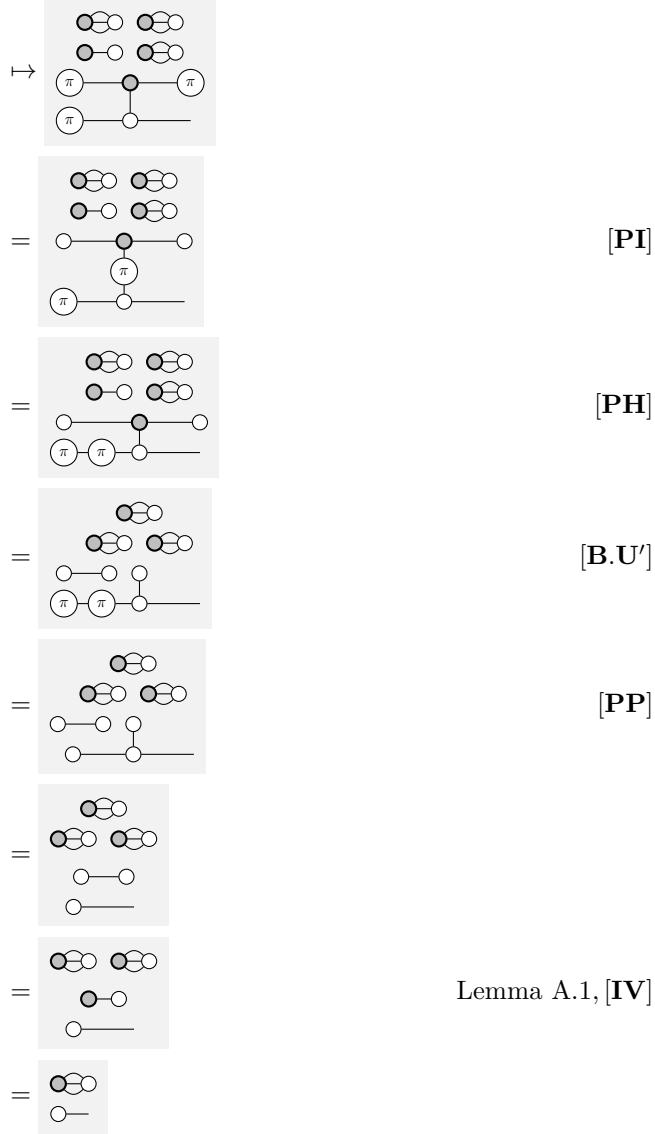 ↦ π π
π
= π
π
[PI]
= π π
[PH]
= π π
[B.U′]
=
[PP]
=
=
Lemma A.1, [IV]
=